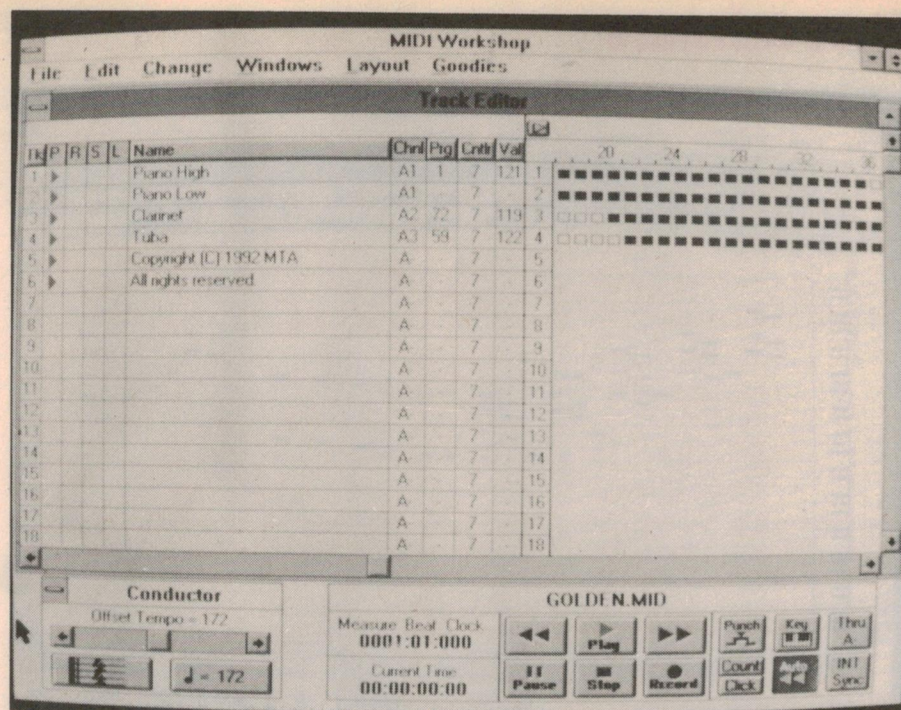 MIDI Workshop
File Edit Change Windows Layout Goodies
Track Editor
Trk P R S L Name Chnl Prg Cntlr Val
20 24 28 32 36
1 Piano High A1 1 7 121 1
2 Piano Low A1 7 2
3 Clarinet A2 72 7 119 3
4 Tuba A3 59 7 122 4
5 Copyright (C) 1992 MTA A- - 7 - 5
6 All rights reserved A- - 7 - 6
7 A- - 7 - 7
8 A- - 7 - 8
9 A- - 7 - 9
10 A- - 7 - 10
11 A- - 7 - 11
12 A- - 7 - 12
13 A- - 7 - 13
14 A- - 7 - 14
15 A- - 7 - 15
16 A- - 7 - 16
17 A- - 7 - 17
18 A- - 7 - 18
Conductor
Offset Tempo - 172
= 172
GOLDEN.MID
Measure Beat Clock
0001:01:000
Current Time
00:00:00:00
Play
Pause Stop Record
Punch Key Thru
A-
Count Auto INT
Click Sync